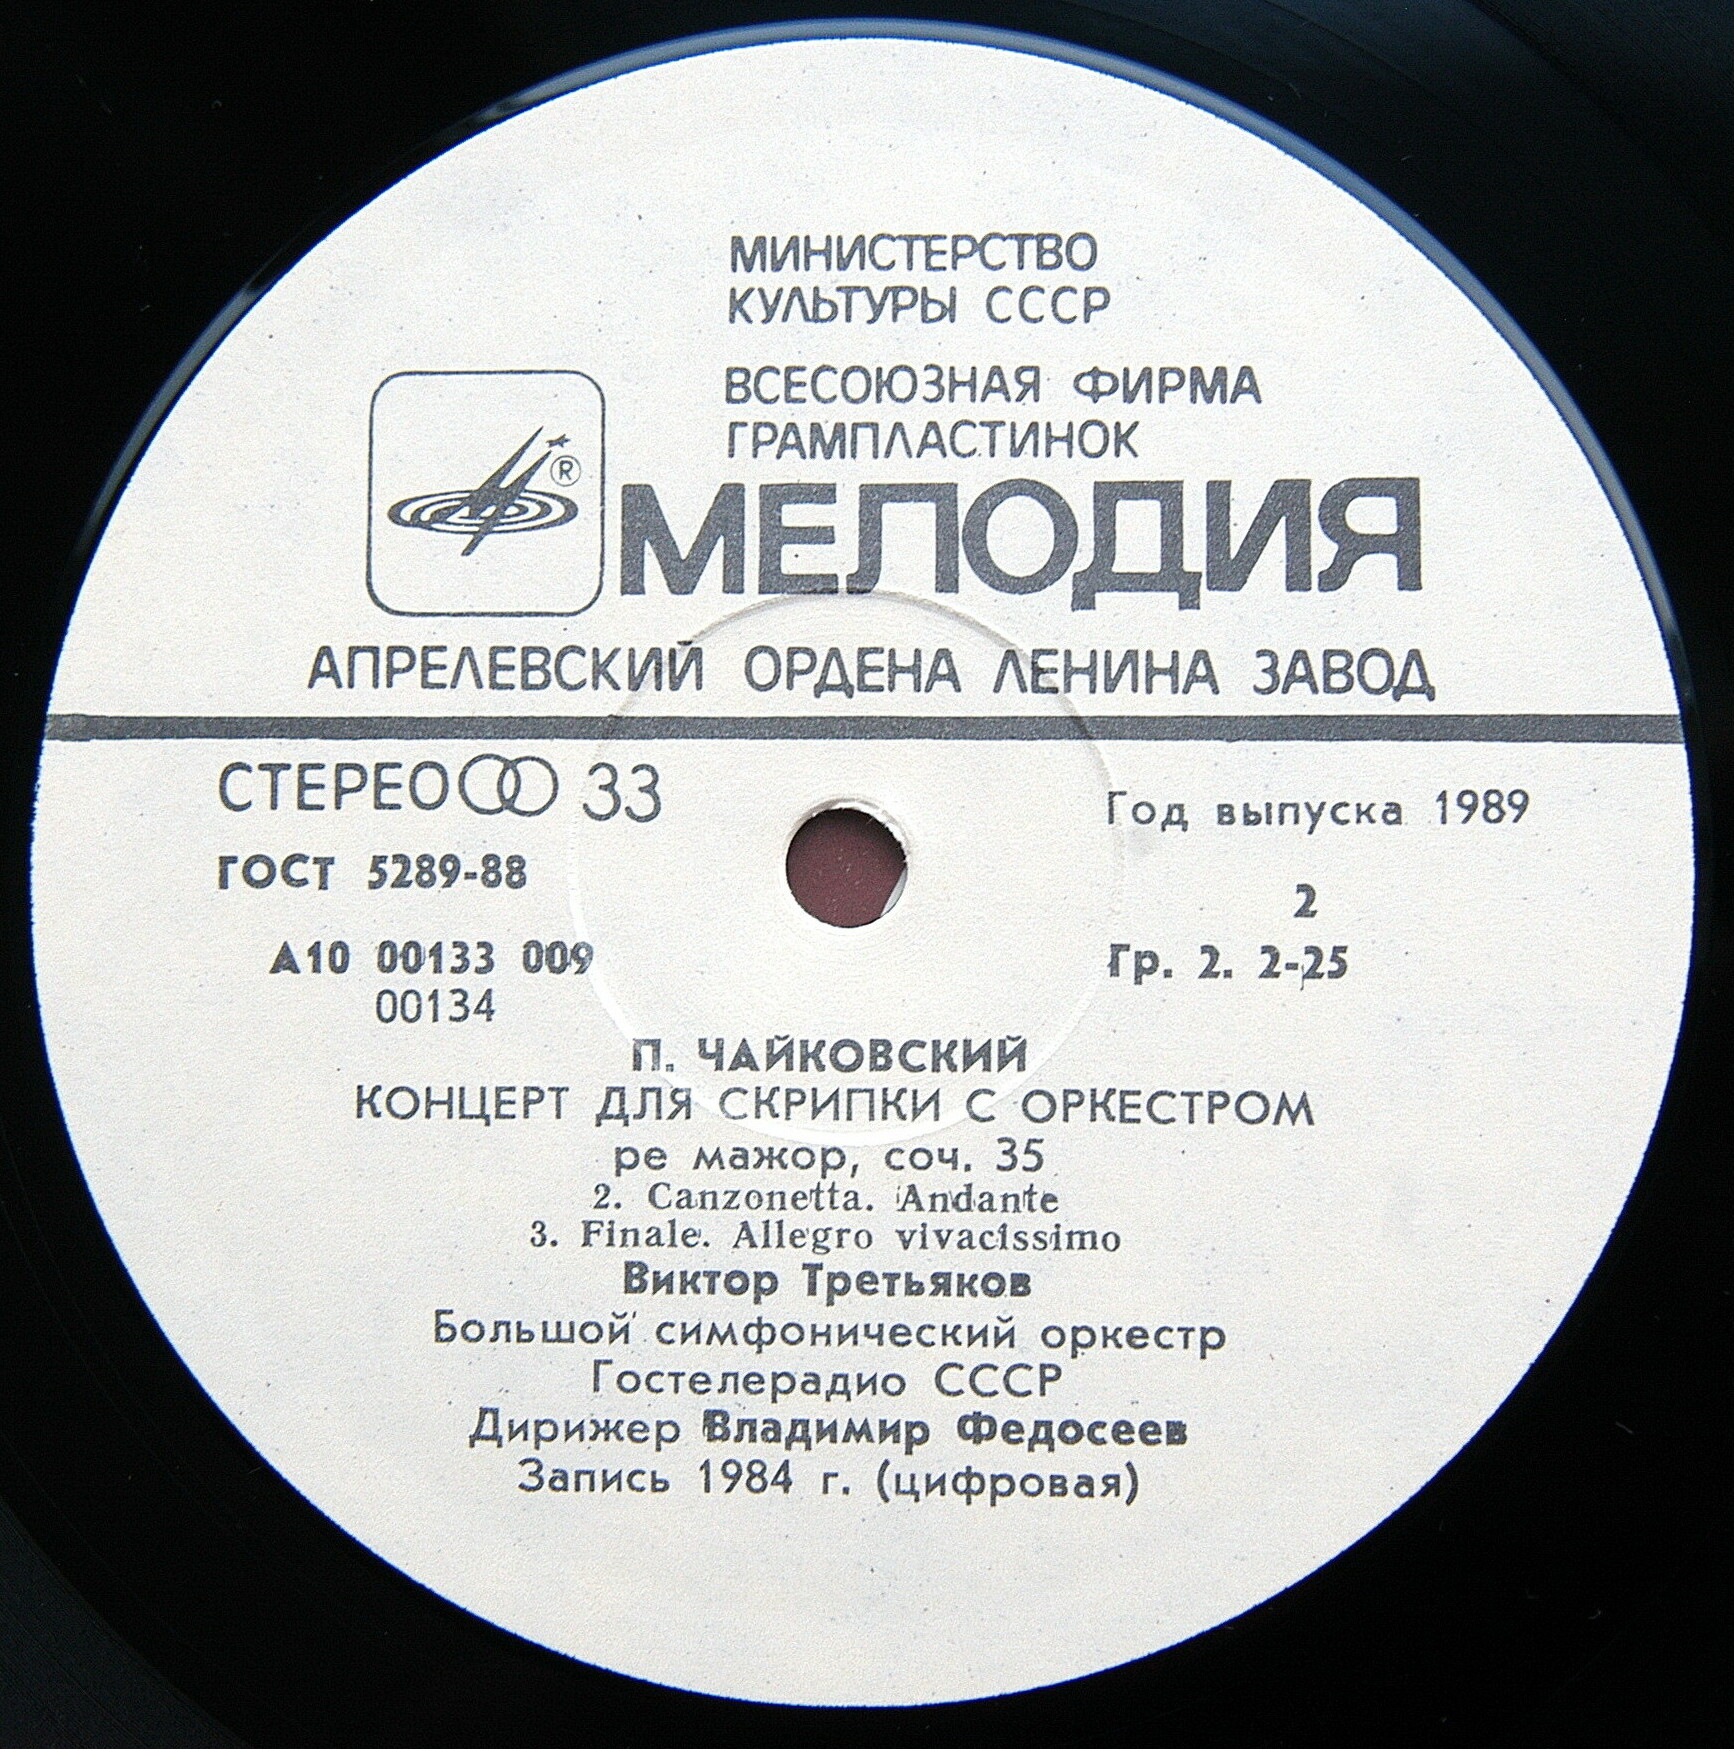 МИНИСТЕРСТВО
КУЛЬТУРЫ СССР
ВСЕСОЮЗНАЯ ФИРМА
ГРАМПЛАСТИНОК
®
МЕЛОДИЯ
АПРЕЛЕВСКИЙ ОРДЕНА ЛЕНИНА ЗАВОД
СТЕРЕО 33
Год выпуска 1989
ГОСТ 5289-88
2
А10 00133 009
Гр. 2. 2-25
00134
П. ЧАЙКОВСКИЙ
КОНЦЕРТ ДЛЯ СКРИПКИ С ОРКЕСТРОМ
ре мажор, соч. 35
2. Canzonetta. Andante
3. Finale. Allegro vivacissimo
Виктор Третьяков
Большой симфонический оркестр
Гостелерадио СССР
Дирижер Владимир Федосеев
Запись 1984 г. (цифровая)